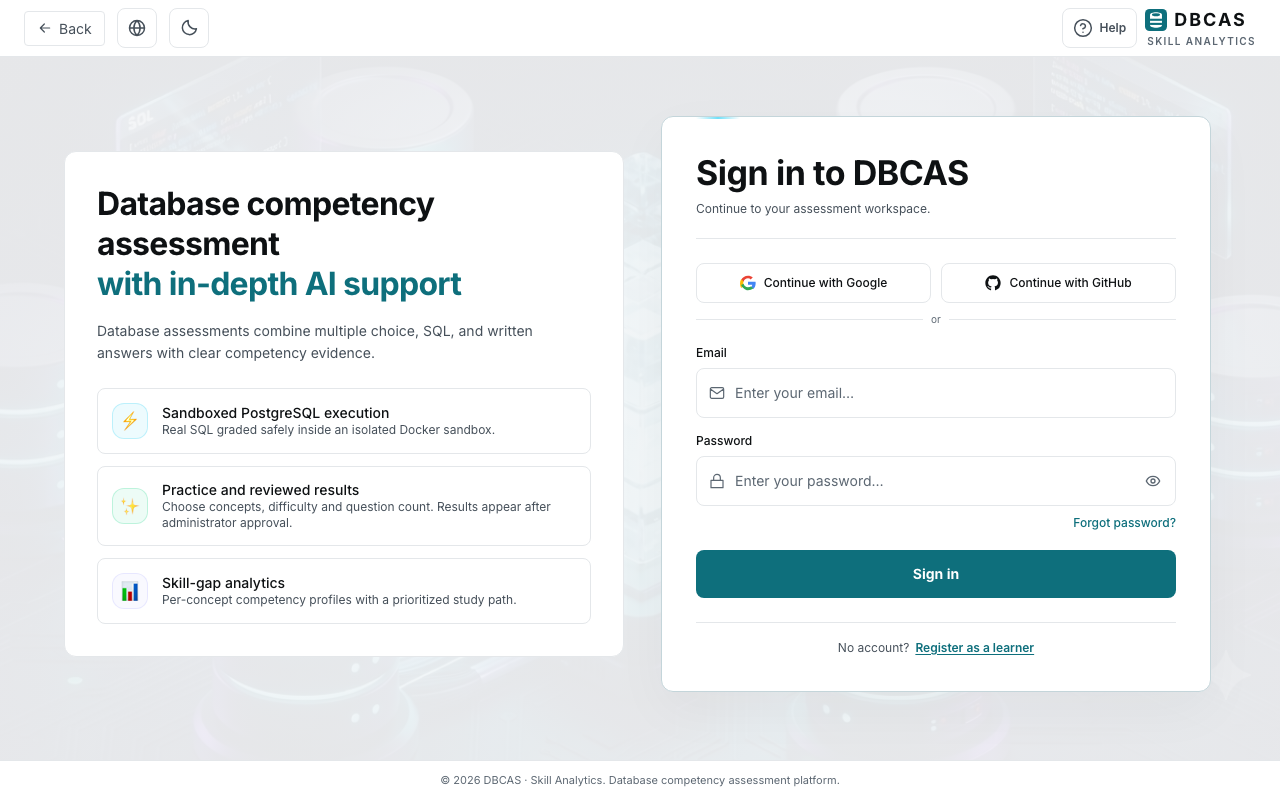 Back
Help
DBCAS
SKILL ANALYTICS
SQL
Database competency
assessment
with in-depth AI support
Database assessments combine multiple choice, SQL, and written
answers with clear competency evidence.
Sandboxed PostgreSQL execution
Real SQL graded safely inside an isolated Docker sandbox.
Practice and reviewed results
Choose concepts, difficulty and question count. Results appear after
administrator approval.
Skill-gap analytics
Per-concept competency profiles with a prioritized study path.
Sign in to DBCAS
Continue to your assessment workspace.
Continue with Google
Continue with GitHub
or
Email
Enter your email...
Password
Enter your password...
Forgot password?
Sign in
No account? Register as a learner
© 2026 DBCAS · Skill Analytics. Database competency assessment platform.